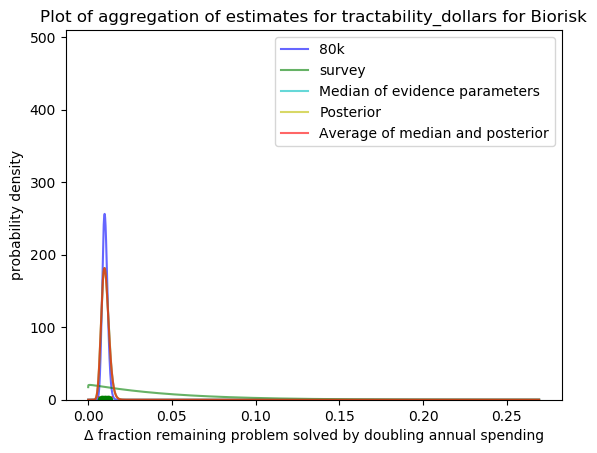 Plot of aggregation of estimates for tractability_dollars for Biorisk
500
400
300
200
100
0
probability density
80k
survey
Median of evidence parameters
Posterior
Average of median and posterior
0.00 0.05 0.10 0.15 0.20 0.25
Δ fraction remaining problem solved by doubling annual spending